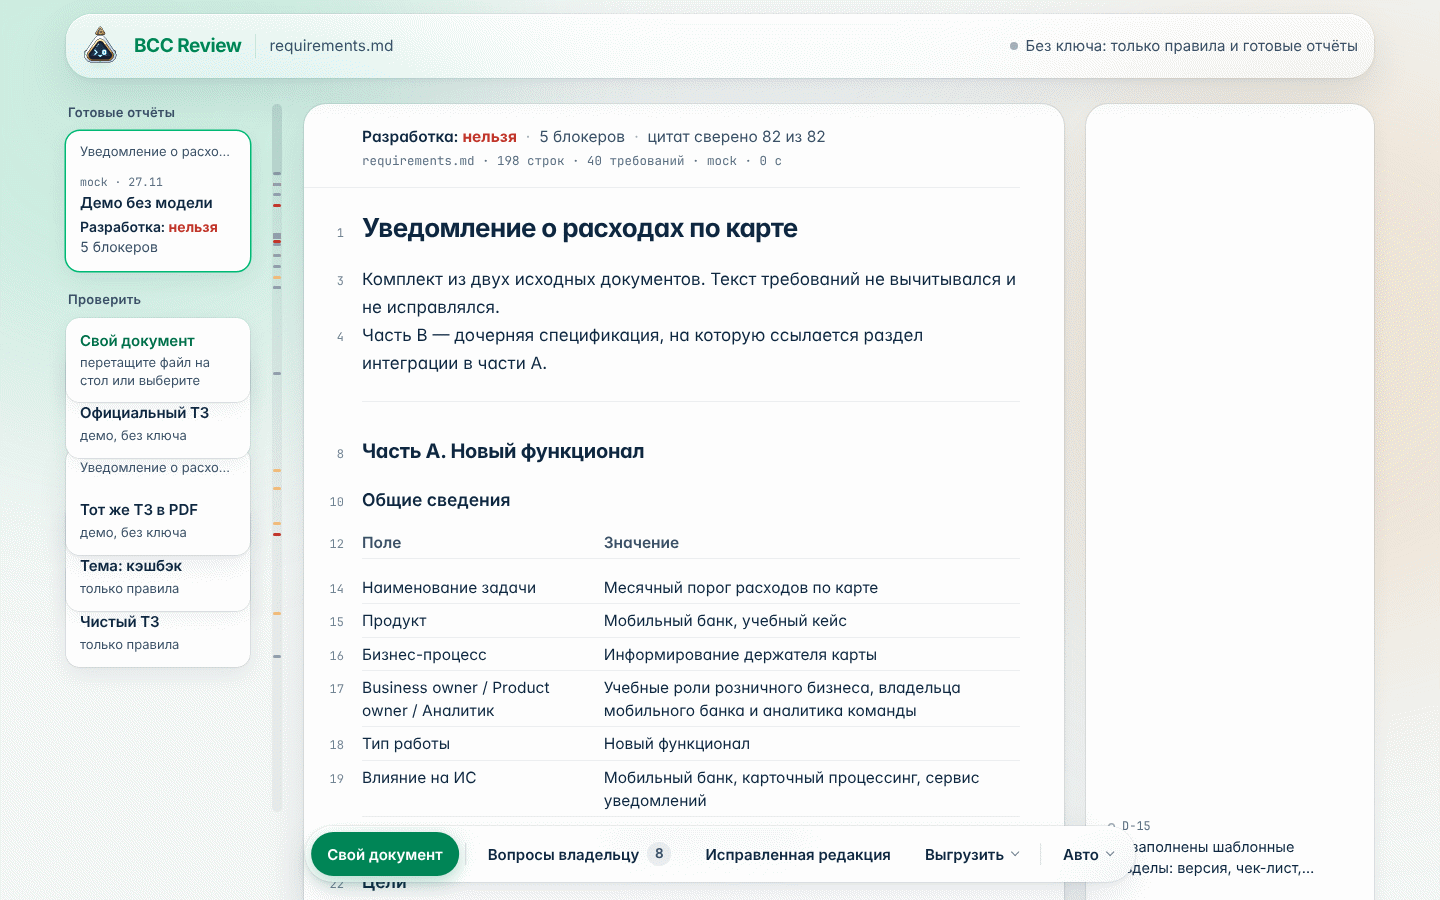 BCC Review
requirements.md
Без ключа: только правила и готовые отчёты
Готовые отчёты
Уведомление о расхо...
mock · 27.11
Демо без модели
Разработка: нельзя
5 блокеров
Проверить
Свой документ
перетащите файл на
стол или выберите
Официальный ТЗ
демо, без ключа
Уведомление о расхо...
Тот же ТЗ в PDF
демо, без ключа
Тема: кэшбэк
только правила
Чистый ТЗ
только правила
Разработка: нельзя · 5 блокеров · цитат сверено 82 из 82
requirements.md · 198 строк · 40 требований · mock · 0 с
1 Уведомление о расходах по карте
3 Комплект из двух исходных документов. Текст требований не вычитывался и
не исправлялся.
4 Часть B — дочерняя спецификация, на которую ссылается раздел
интеграции в части A.
8 Часть A. Новый функционал
10 Общие сведения
12 Поле Значение
14 Наименование задачи Месячный порог расходов по карте
15 Продукт Мобильный банк, учебный кейс
16 Бизнес-процесс Информирование держателя карты
17 Business owner / Product Учебные роли розничного бизнеса, владельца
owner / Аналитик мобильного банка и аналитика команды
18 Тип работы Новый функционал
19 Влияние на ИС Мобильный банк, карточный процессинг, сервис
уведомлений
22 Цели
Свой документ
Вопросы владельцу 8
Исправленная редакция
Выгрузить
Авто
D-15
заполнены шаблонные
делы: версия, чек-лист,...